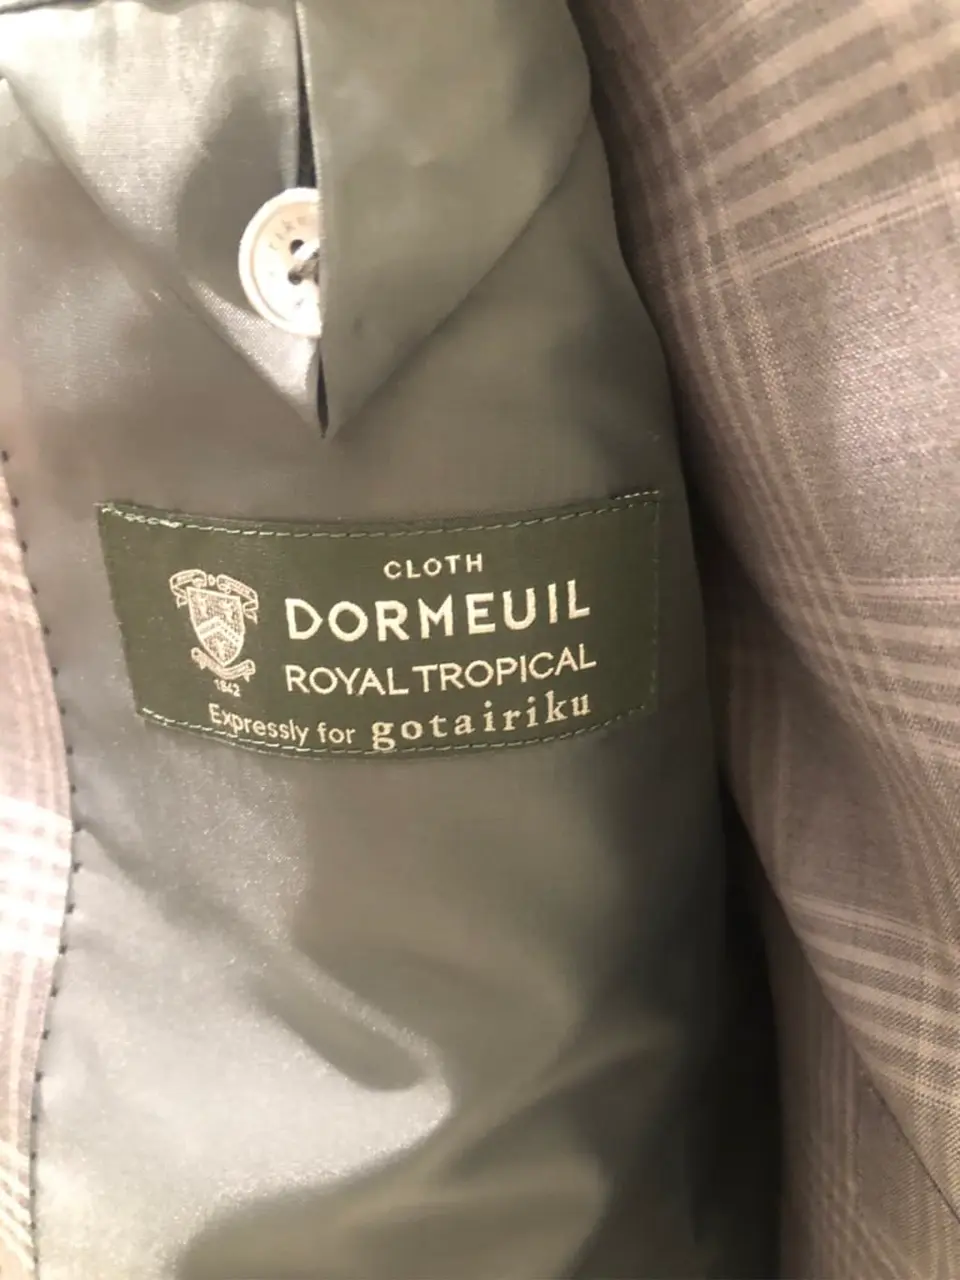 CLOTH
DORMEUIL
ROYAL TROPICAL
1842
Expressly for gotairiku